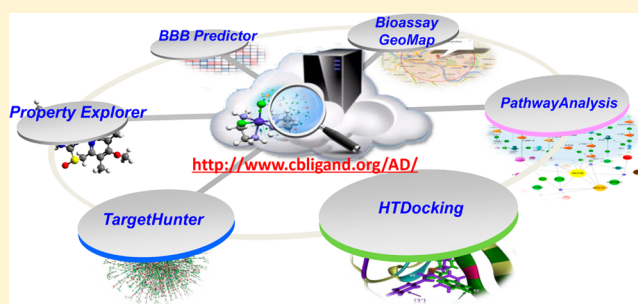 BBB Predictor
Bioassay
GeoMap
Property Explorer
PathwayAnalysis
http://www.cbligand.org/AD/
TargetHunter
HTDocking